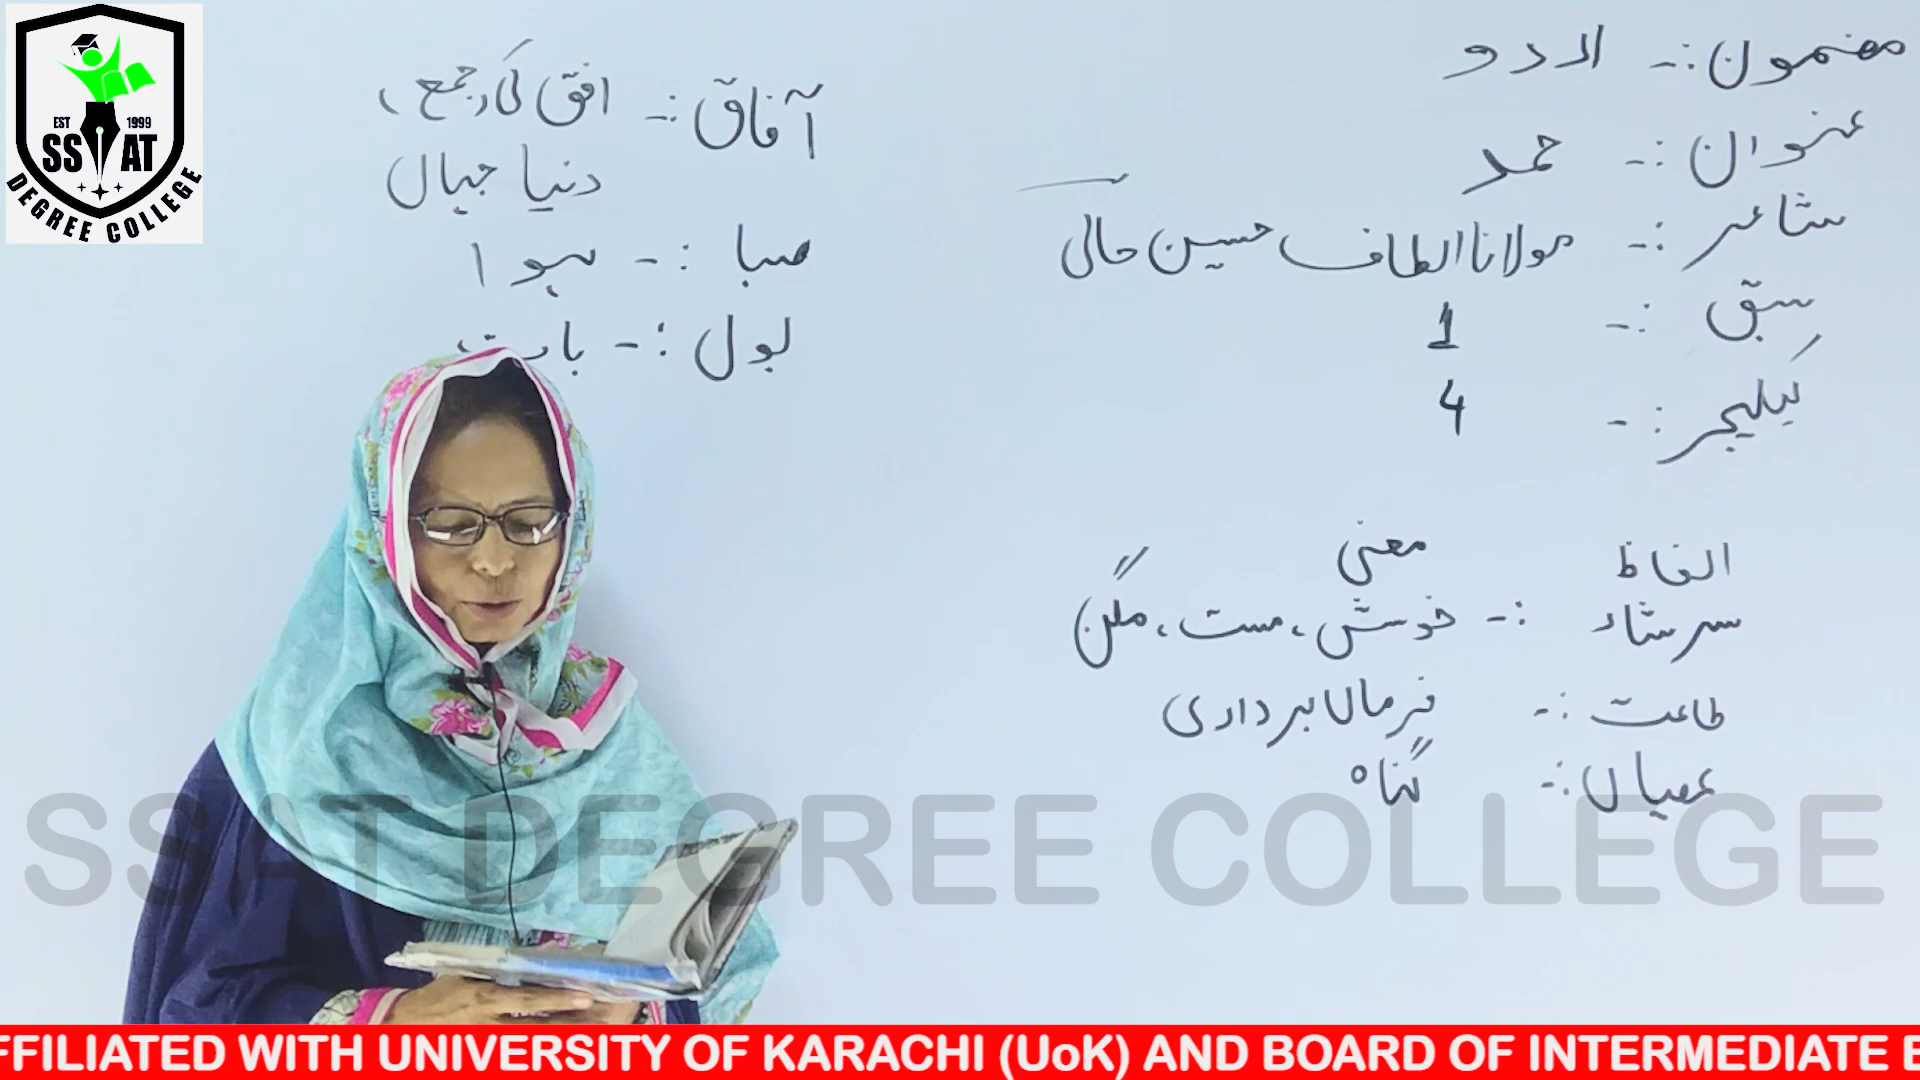 مضمون :- اردو
عنوان :- حمد
شاعر :- مولانا الطاف حسین حالی
سبق :- 1
لیکچر :- 4
الفاظ معنی
سرشار :- خوش، مست، مگن
طاعت :- فرماں برداری
عصیاں :- گناہ
آفاق :- افق کی جمع،
دنیا جہاں
صبا :- ہوا
بول :- بات
EST 1999
SSAT
DEGREE COLLEGE
SSAT DEGREE COLLEGE
FFILIATED WITH UNIVERSITY OF KARACHI (UoK) AND BOARD OF INTERMEDIATE E